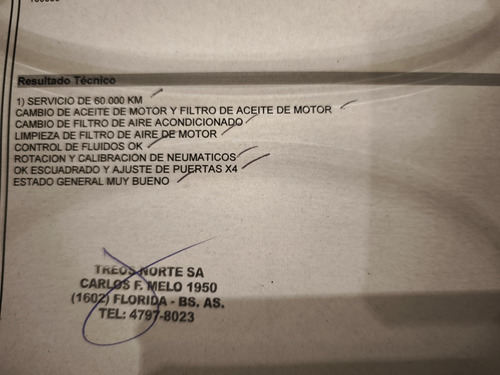 Resultado Técnico
1) SERVICIO DE 60.000 KM
CAMBIO DE ACEITE DE MOTOR Y FILTRO DE ACEITE DE MOTOR
CAMBIO DE FILTRO DE AIRE ACONDICIONADO
LIMPIEZA DE FILTRO DE AIRE DE MOTOR
CONTROL DE FLUIDOS OK
ROTACION Y CALIBRACIÓN DE NEUMATICOS
OK ESCUADRADO Y AJUSTE DE PUERTAS X4
ESTADO GENERAL MUY BUENO
TREOS NORTE SA
CARLOS F. MELO 1950
(1602) FLORIDA - BS. AS.
TEL: 4797-8023